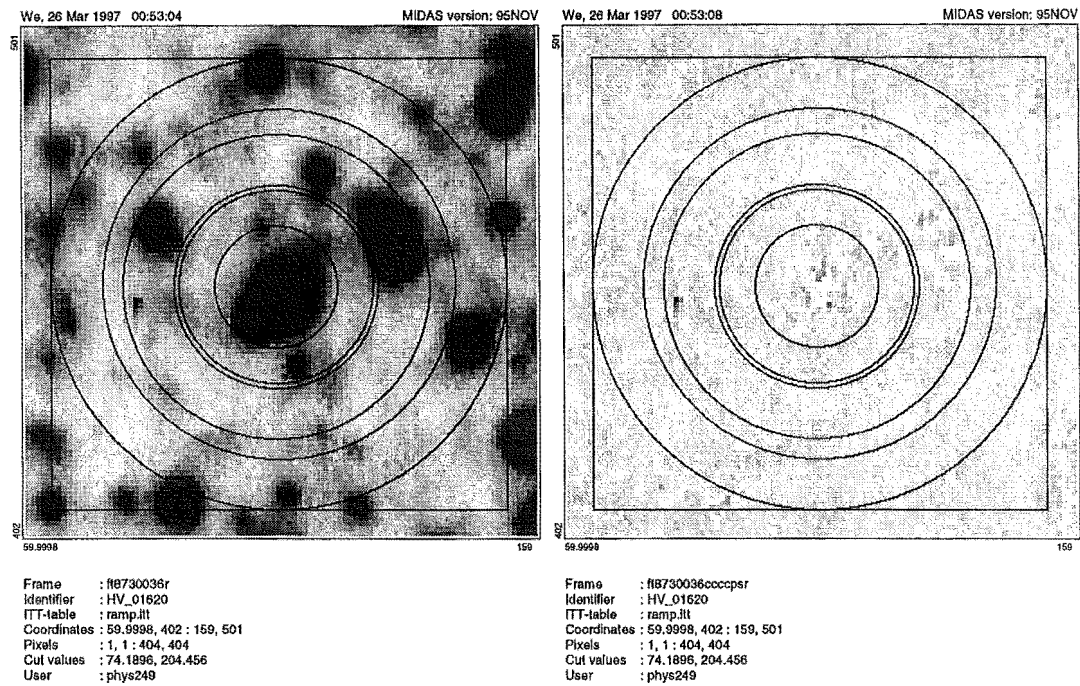 We, 26 Mar 1997 00:53:04 MIDAS version: 95NOV
501
402
59.9998 159
Frame : fl8730036r
Identifier : HV_01620
ITT-table : ramp.itt
Coordinates : 59.9998, 402 : 159, 501
Pixels : 1, 1 : 404, 404
Cut values : 74.1896, 204.456
User : phys249
We, 26 Mar 1997 00:53:08 MIDAS version: 95NOV
501
402
59.9998 159
Frame : fl8730036ccccpsr
Identifier : HV_01620
ITT-table : ramp.itt
Coordinates : 59.9998, 402 : 159, 501
Pixels : 1, 1 : 404, 404
Cut values : 74.1896, 204.456
User : phys249